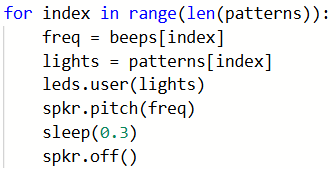 for index in range(len(patterns)):
    freq = beeps[index]
    lights = patterns[index]
    leds.user(lights)
    spkr.pitch(freq)
    sleep(0.3)
    spkr.off()